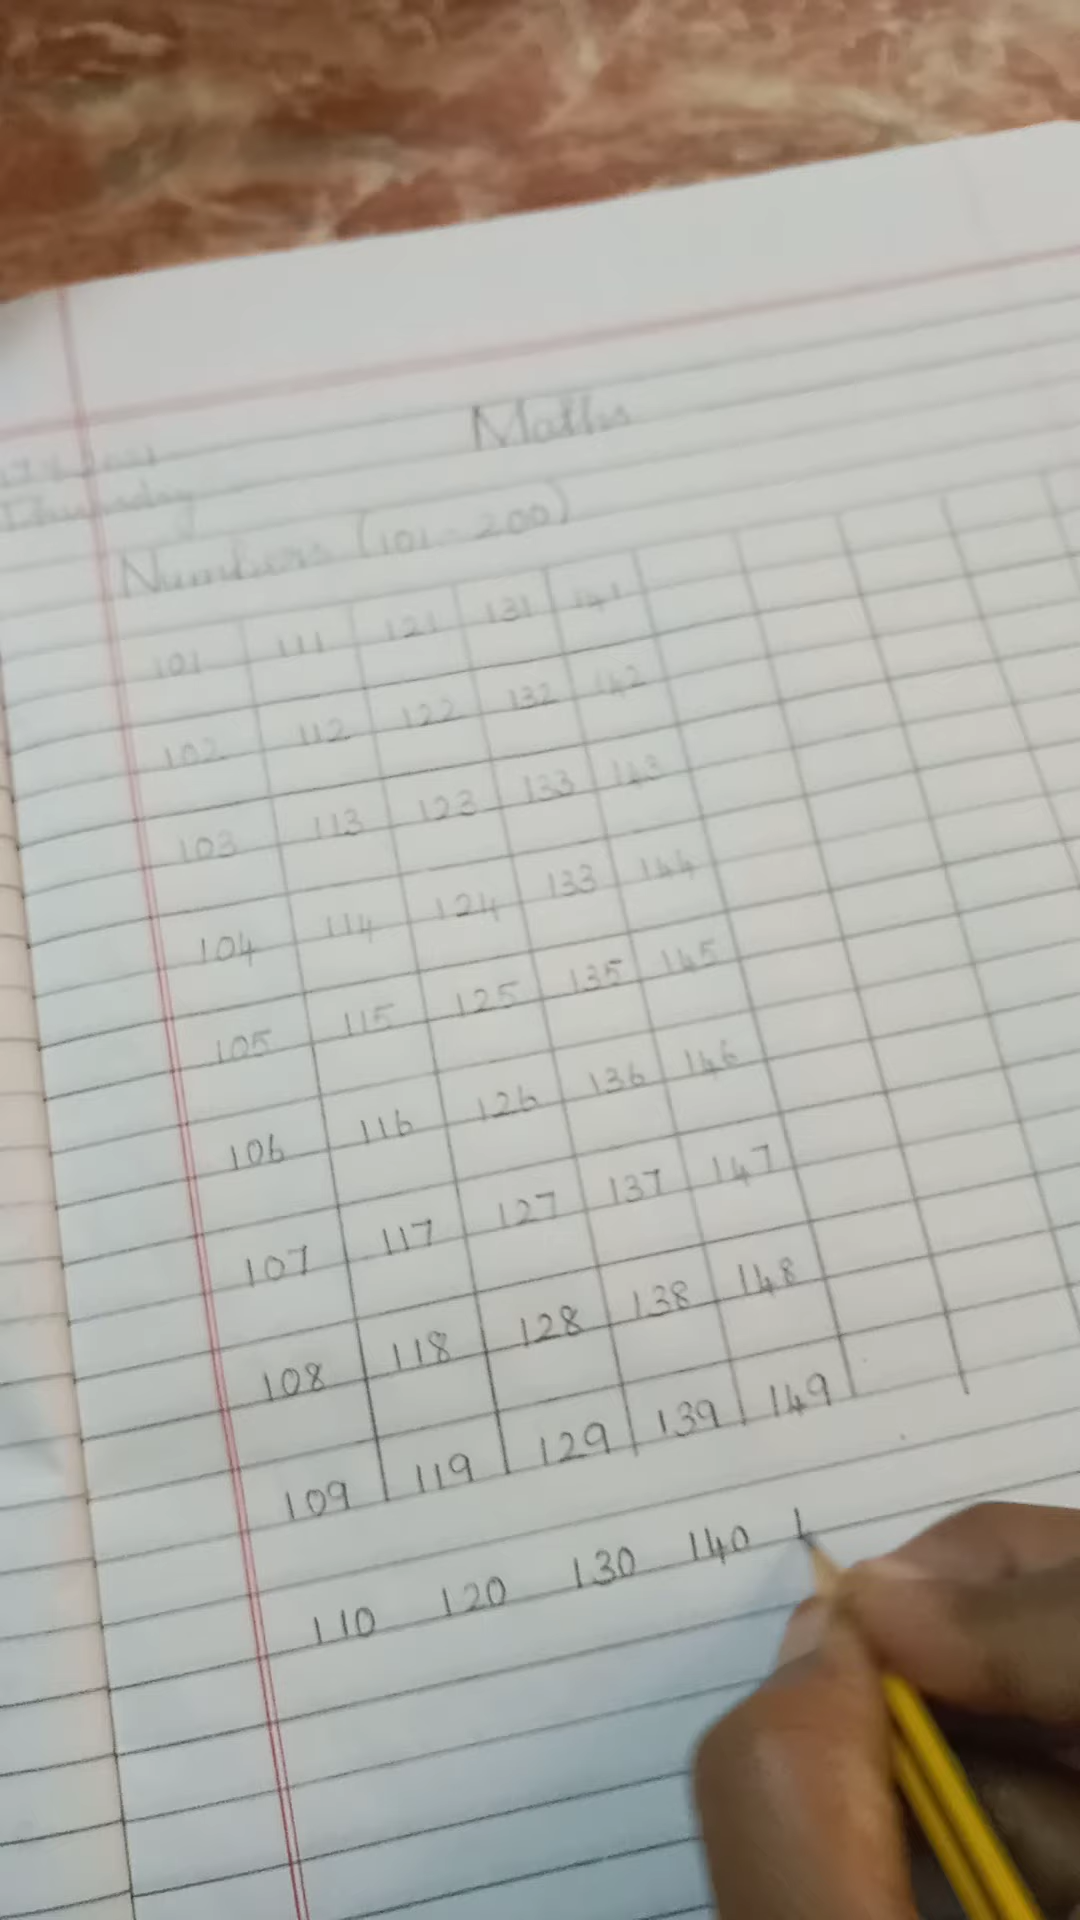 Maths
Thursday
Numbers (101-200)
101 111 121 131 141
102 112 122 132 142
103 113 123 133 143
104 114 124 133 144
105 115 125 135 145
106 116 126 136 146
107 117 127 137 147
108 118 128 138 148
109 119 129 139 149
110 120 130 140 1